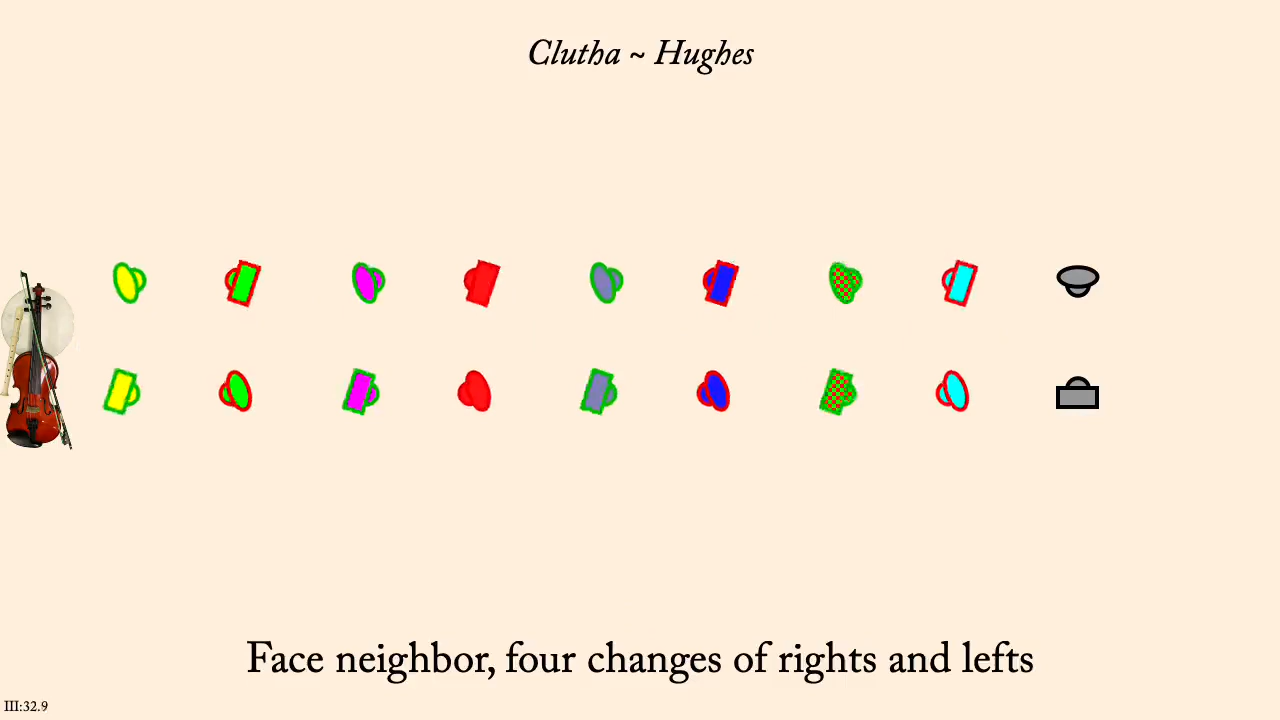 Clutha ~ Hughes
Face neighbor, four changes of rights and lefts
III:32.9